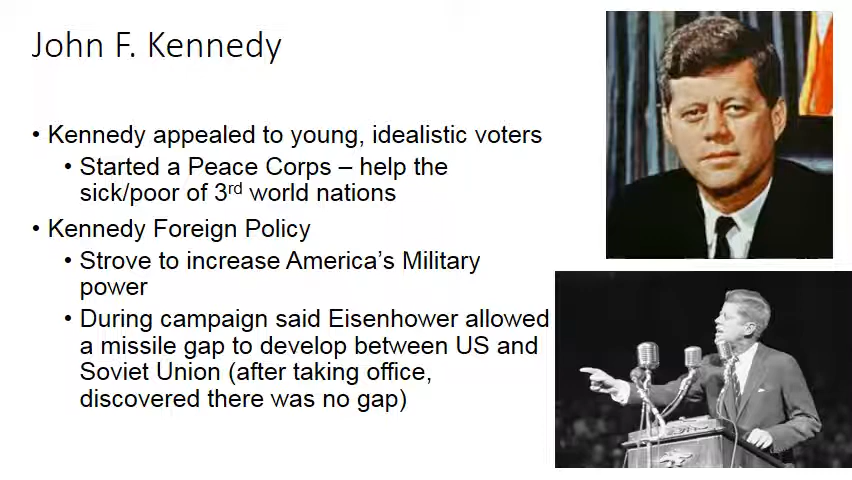 John F. Kennedy
• Kennedy appealed to young, idealistic voters
• Started a Peace Corps – help the
sick/poor of 3rd world nations
• Kennedy Foreign Policy
• Strove to increase America's Military
power
• During campaign said Eisenhower allowed
a missile gap to develop between US and
Soviet Union (after taking office,
discovered there was no gap)